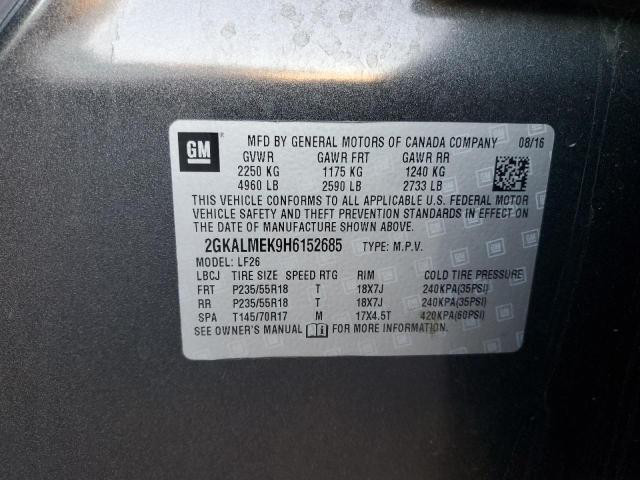 GM
MFD BY GENERAL MOTORS OF CANADA COMPANY 08/16
GVWR GAWR FRT GAWR RR
2250 KG 1175 KG 1240 KG
4960 LB 2590 LB 2733 LB
THIS VEHICLE CONFORMS TO ALL APPLICABLE U.S. FEDERAL MOTOR
VEHICLE SAFETY AND THEFT PREVENTION STANDARDS IN EFFECT ON
THE DATE OF MANUFACTURE SHOWN ABOVE.
2GKALMEK9H6152685 TYPE: M.P.V.
MODEL: LF26
LBCJ TIRE SIZE SPEED RTG RIM COLD TIRE PRESSURE
FRT P235/55R18 T 18X7J 240KPA(35PSI)
RR P235/55R18 T 18X7J 240KPA(35PSI)
SPA T145/70R17 M 17X4.5T 420KPA(60PSI)
SEE OWNER'S MANUAL FOR MORE INFORMATION.